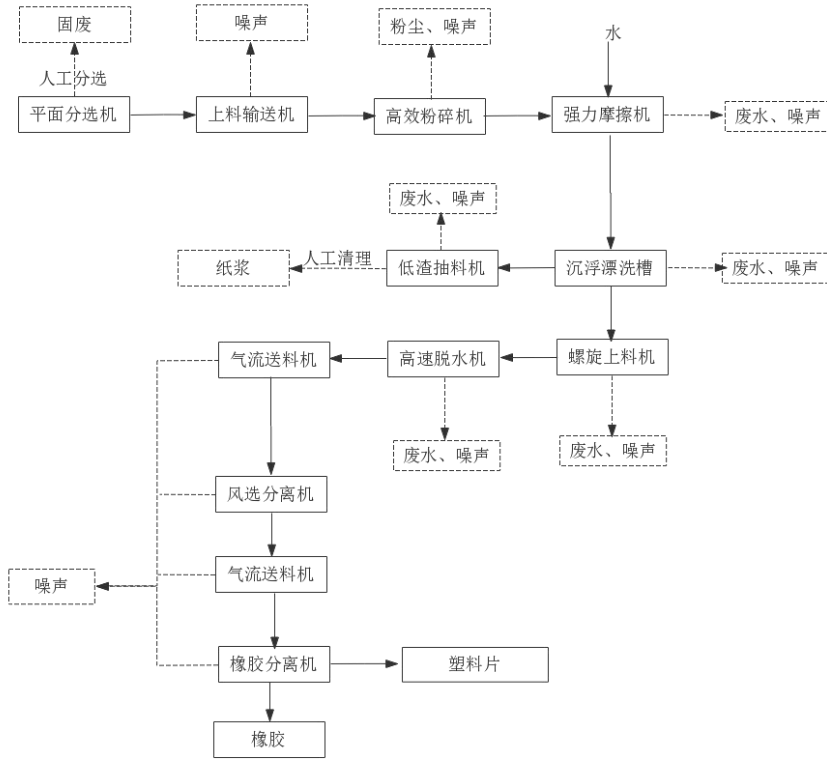 固废
噪声
粉尘、噪声
水
人工分选
平面分选机
上料输送机
高效粉碎机
强力摩擦机
废水、噪声
废水、噪声
纸浆
人工清理
低渣抽料机
沉浮漂洗槽
废水、噪声
气流送料机
高速脱水机
螺旋上料机
废水、噪声
废水、噪声
风选分离机
气流送料机
噪声
橡胶分离机
塑料片
橡胶